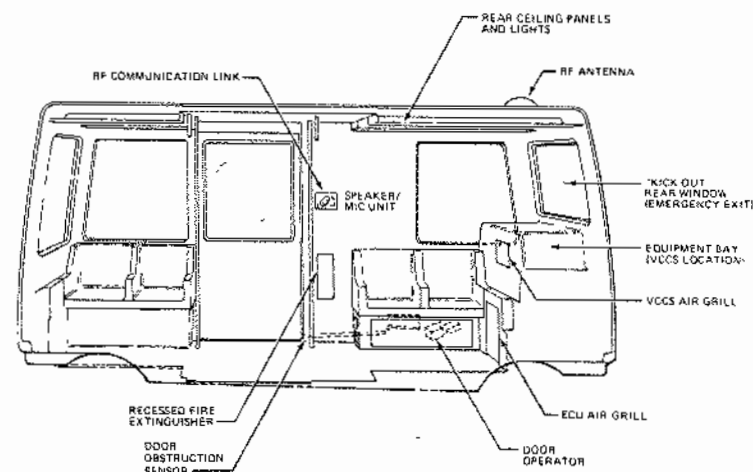 REAR CEILING PANELS
AND LIGHTS
RF COMMUNICATION LINK
RF ANTENNA
SPEAKER/
MIC UNIT
"KICK OUT
REAR WINDOW
(EMERGENCY EXIT)
EQUIPMENT BAY
(VCCS LOCATION)
VCCS AIR GRILL
RECESSED FIRE
EXTINGUISHER
ECU AIR GRILL
DOOR
OBSTRUCTION
SENSOR
DOOR
OPERATOR